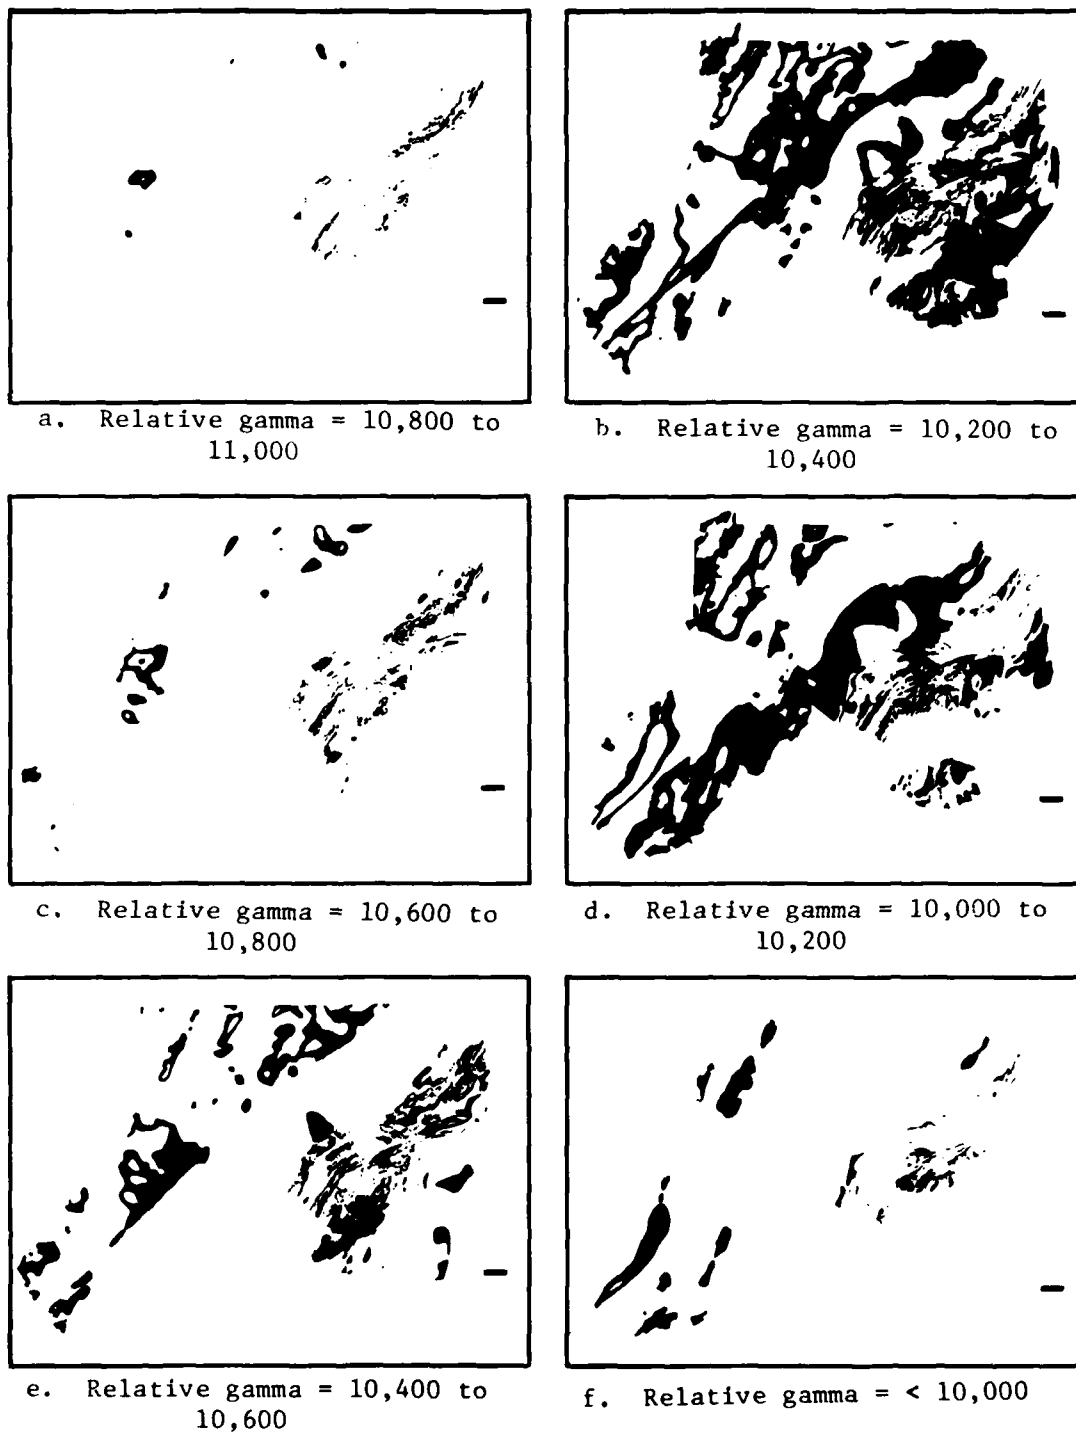 a. Relative gamma = 10,800 to
11,000
b. Relative gamma = 10,200 to
10,400
c. Relative gamma = 10,600 to
10,800
d. Relative gamma = 10,000 to
10,200
e. Relative gamma = 10,400 to
10,600
f. Relative gamma = < 10,000